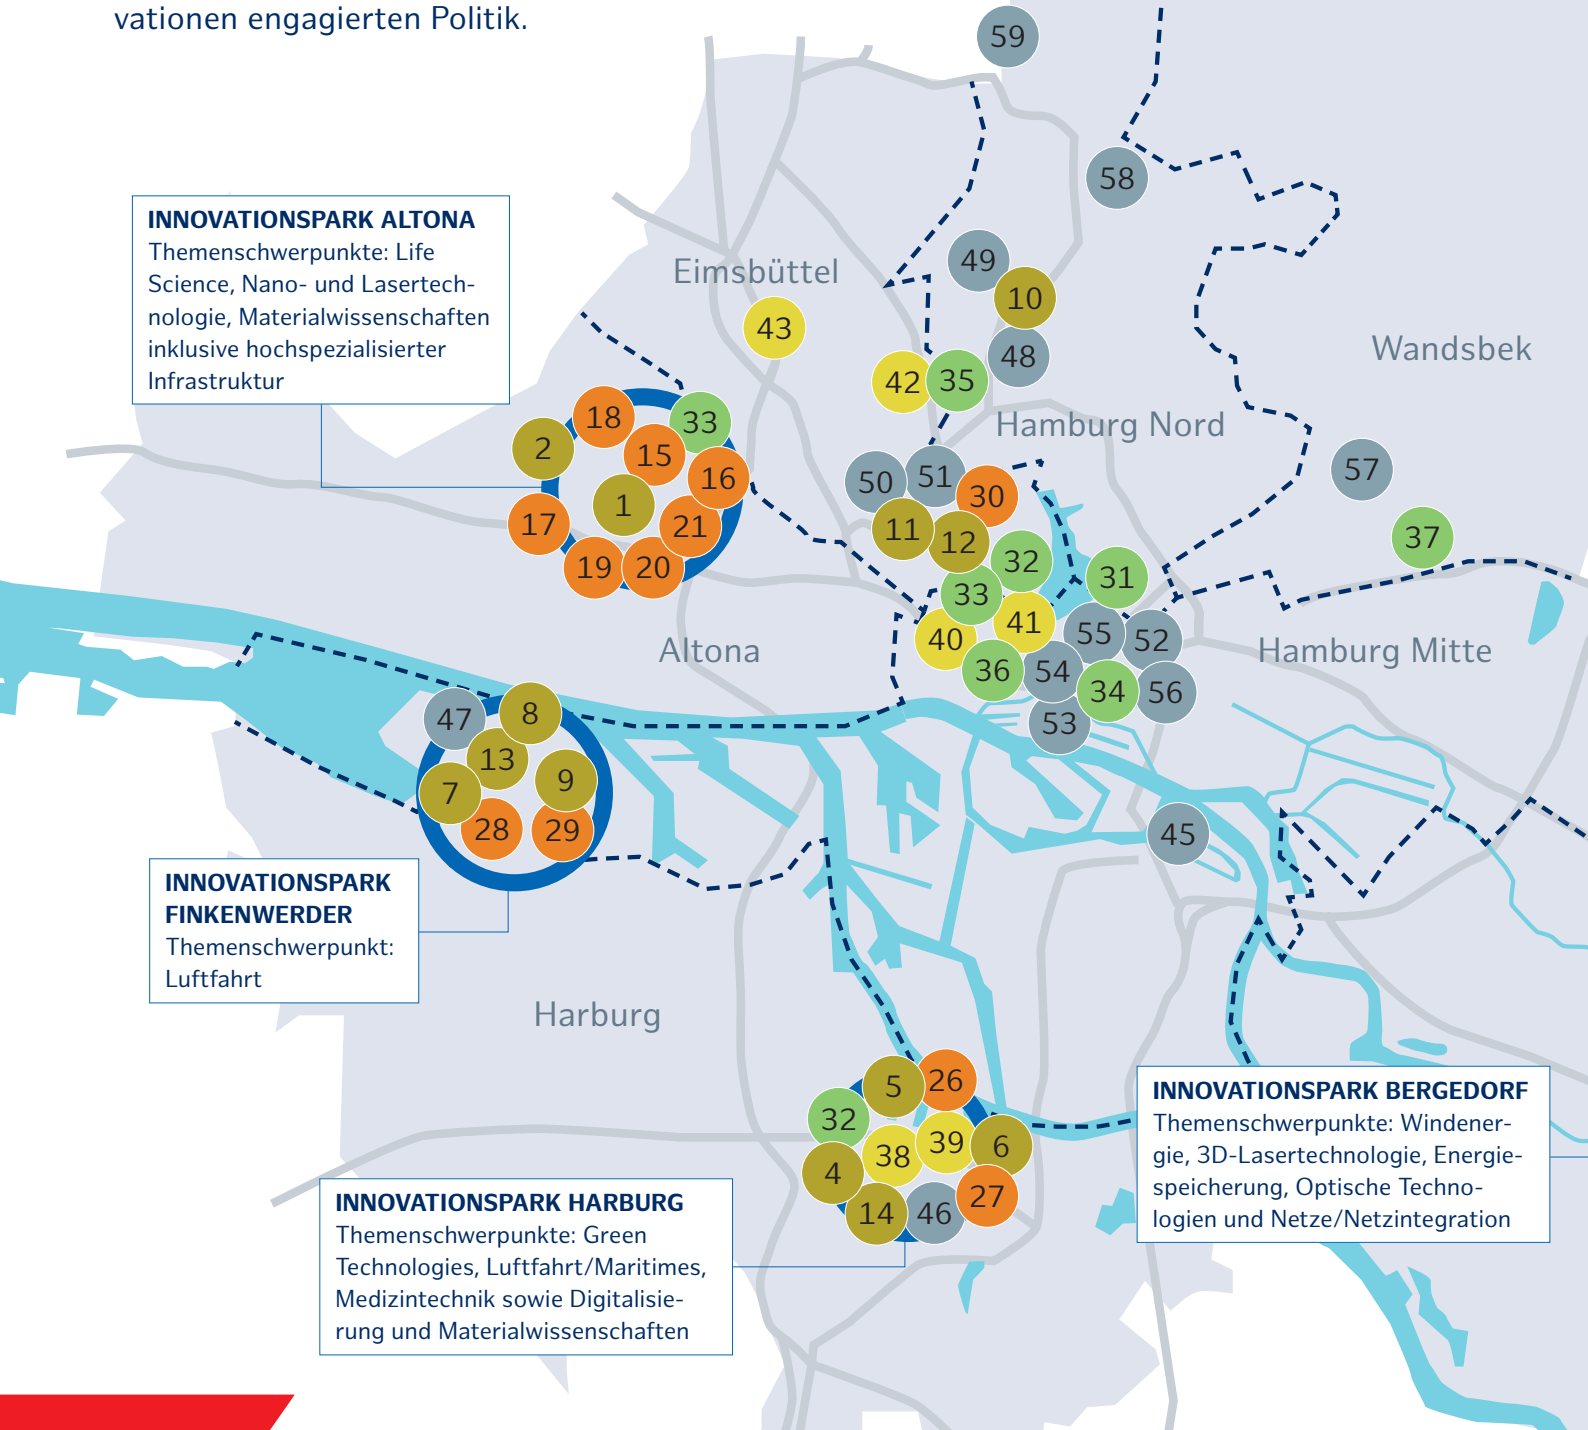 vationen engagierten Politik.
59
58
INNOVATIONSPARK ALTONA
Themenschwerpunkte: Life
Science, Nano- und Lasertech-
nologie, Materialwissenschaften
inklusive hochspezialisierter
Infrastruktur
Eimsbüttel
49
10
43
48
Wandsbek
42
35
Hamburg Nord
18
33
2
15
16
1
17
21
19
20
50
51
30
57
11
12
37
32
31
33
41
40
55
52
Altona
Hamburg Mitte
36
54
34
56
53
47
8
13
9
7
28
29
45
INNOVATIONSPARK
FINKENWERDER
Themenschwerpunkt:
Luftfahrt
Harburg
5
26
32
39
6
38
4
27
14
46
INNOVATIONSPARK BERGEDORF
Themenschwerpunkte: Windener-
gie, 3D-Lasertechnologie, Energie-
speicherung, Optische Techno-
logien und Netze/Netzintegration
INNOVATIONSPARK HARBURG
Themenschwerpunkte: Green
Technologies, Luftfahrt/Maritimes,
Medizintechnik sowie Digitalisie-
rung und Materialwissenschaften